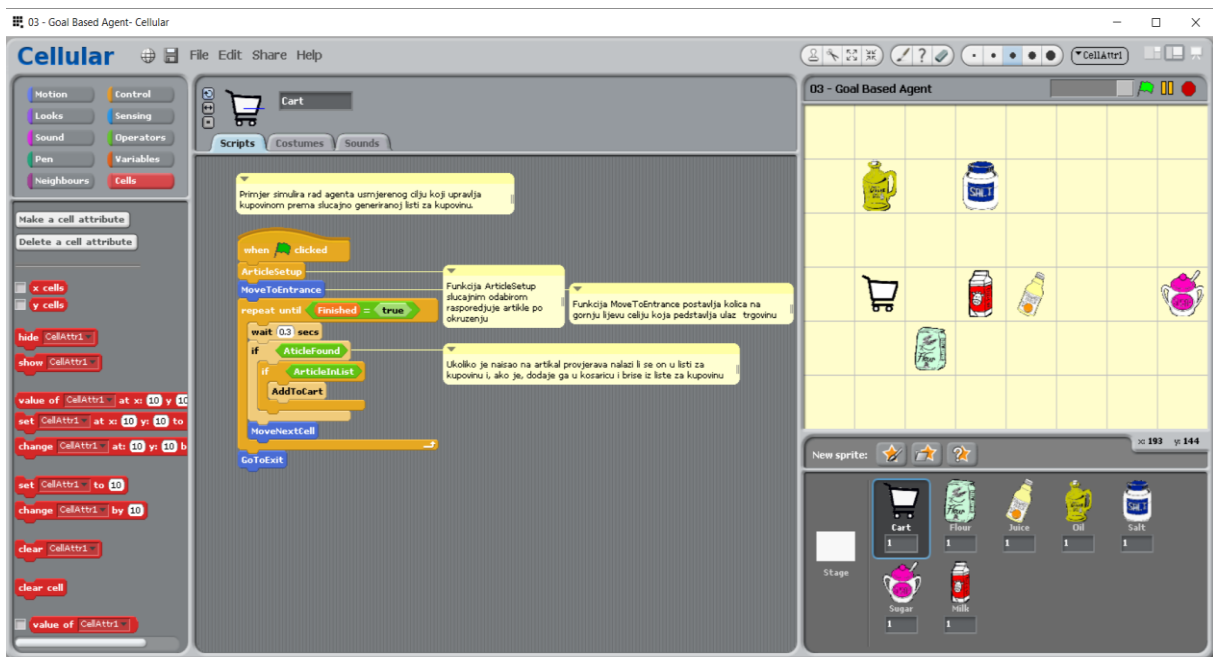 03 - Goal Based Agent- Cellular
Cellular
File Edit Share Help
CellAttr1
Motion Control
Looks Sensing
Sound Operators
Pen Variables
Neighbours Cells
Make a cell attribute
Delete a cell attribute
x cells
y cells
hide CellAttr1
show CellAttr1
value of CellAttr1 at x: 10 y 10
set CellAttr1 at x: 10 y: 10 to
change CellAttr1 at: 10 y: 10 b
set CellAttr1 to 10
change CellAttr1 by 10
clear CellAttr1
clear cell
value of CellAttr1
Cart
Scripts Costumes Sounds
Primjer simulira rad agenta usmjerenog cilju koji upravlja
kupovinom prema slucajno generiranoj listi za kupovinu.
when clicked
ArticleSetup
MoveToEntrance
repeat until Finished = true
wait 0.3 secs
if AticleFound
if ArticleInList
AddToCart
MoveNextCell
GoToExit
Funkcija ArticleSetup
slucajnim odabirom
rasporedjuje artikle po
okruzenju
Funkcija MoveToEntrance postavlja kolica na
gornju lijevu celiju koja pedstavlja ulaz trgovinu
Ukoliko je naisao na artikal provjerava nalazi li se on u listi za
kupovinu i, ako je, dodaje ga u kosaricu i brise iz liste za kupovinu
03 - Goal Based Agent
SALT
x: 193 y: 144
New sprite:
Stage
Cart Flour Juice Oil Salt
1 1 1 1 1
Sugar Milk
1 1